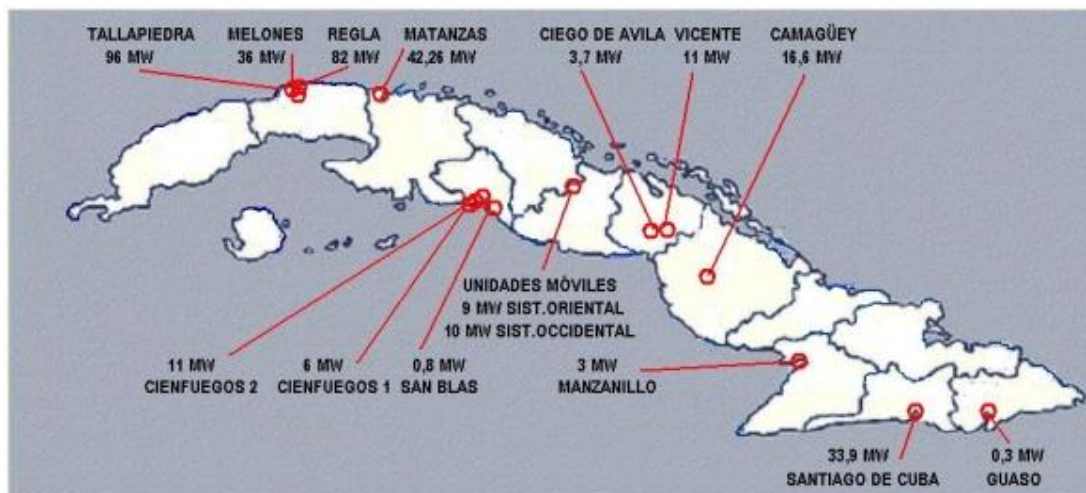 TALLAPIEDRA
96 MW
MELONES
36 MW
REGLA
82 MW
MATANZAS
42,26 MW
CIEGO DE AVILA
3,7 MW
VICENTE
11 MW
CAMAGÜEY
16,6 MW
UNIDADES MÒVILES
9 MW SIST.ORIENTAL
10 MW SIST.OCCIDENTAL
11 MW
CIENFUEGOS 2
6 MW
CIENFUEGOS 1
0,8 MW
SAN BLAS
3 MW
MANZANILLO
33,9 MW
SANTIAGO DE CUBA
0,3 MW
GUASO